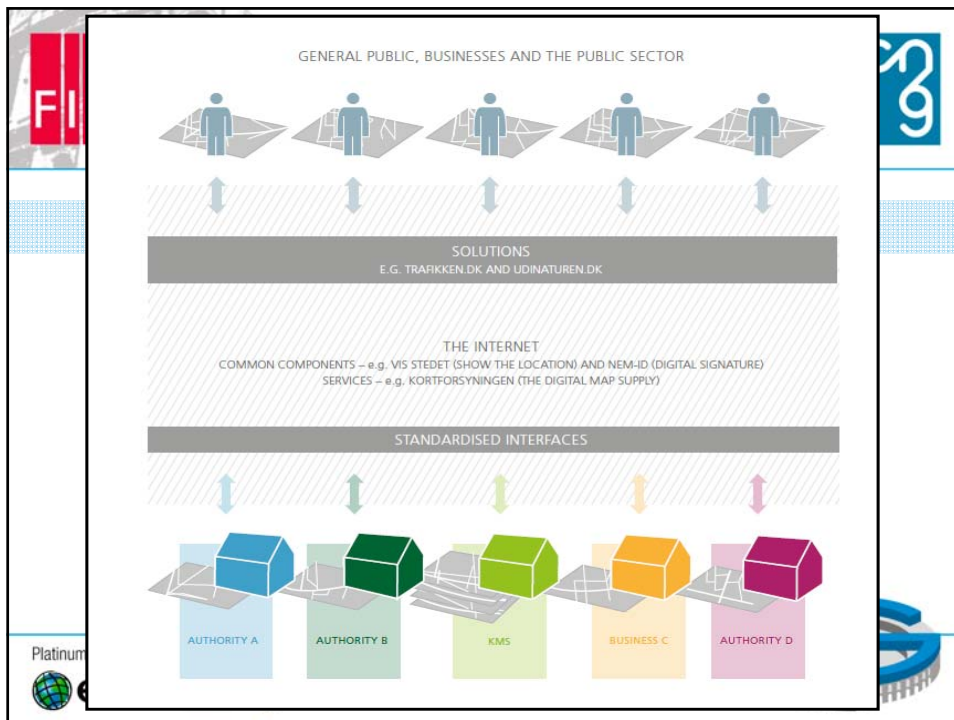 GENERAL PUBLIC, BUSINESSES AND THE PUBLIC SECTOR
SOLUTIONS
E.G. TRAFIKKEN.DK AND UDINATUREN.DK
THE INTERNET
COMMON COMPONENTS – e.g. VIS STEDET (SHOW THE LOCATION) AND NEM-ID (DIGITAL SIGNATURE)
SERVICES – e.g. KORTFORSYNINGEN (THE DIGITAL MAP SUPPLY)
STANDARDISED INTERFACES
AUTHORITY A
AUTHORITY B
KMS
BUSINESS C
AUTHORITY D
Platinum